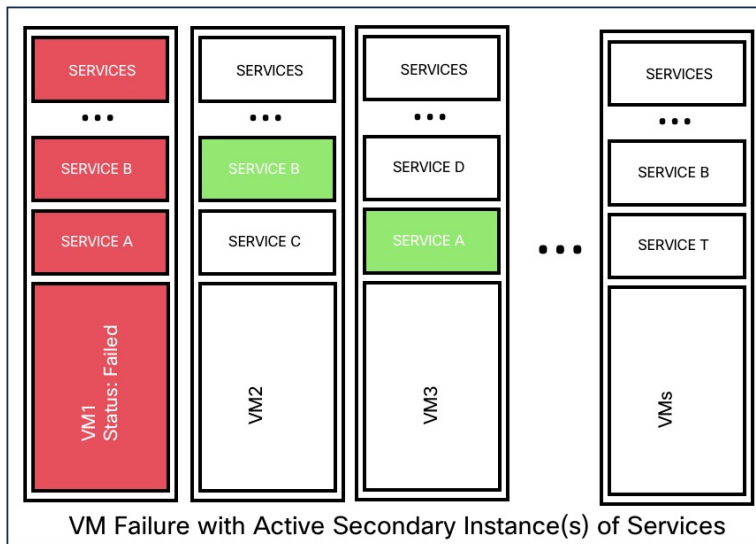 SERVICES
...
SERVICE B
SERVICE A
VM1
Status: Failed
SERVICES
...
SERVICE B
SERVICE C
VM2
SERVICES
...
SERVICE D
SERVICE A
VM3
...
SERVICES
...
SERVICE B
SERVICE T
VMs
VM Failure with Active Secondary Instance(s) of Services